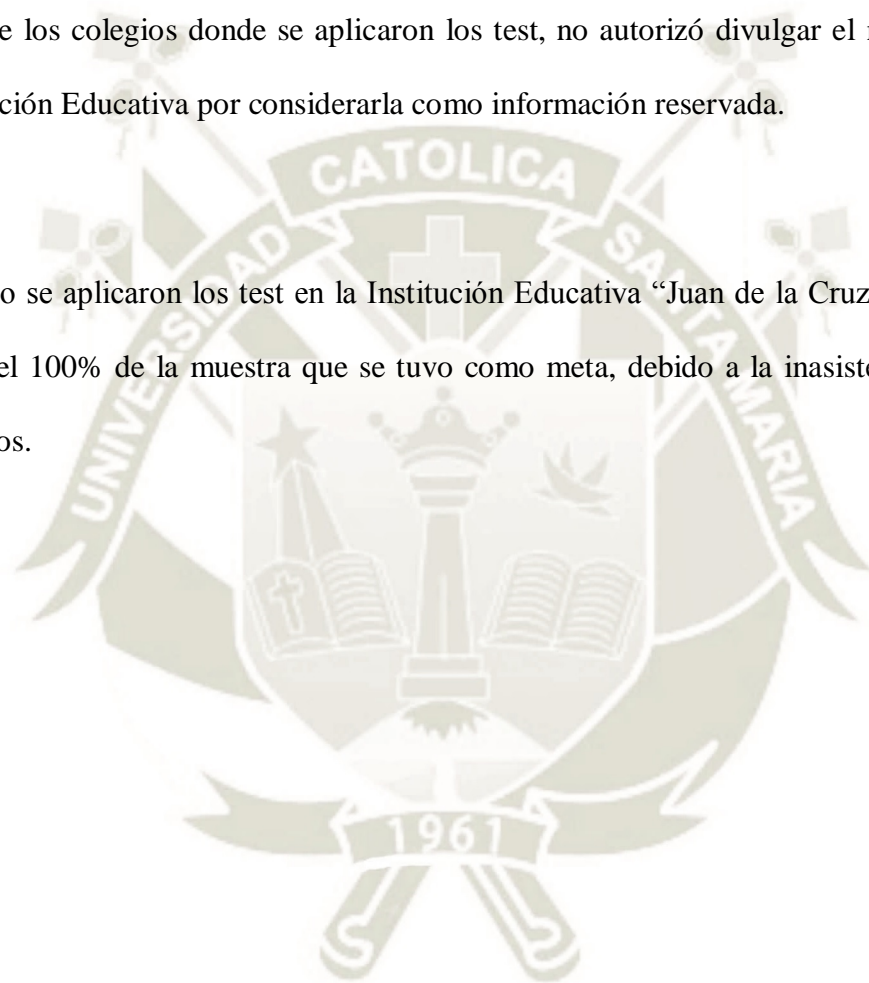 e los colegios donde se aplicaron los test, no autorizó divulgar el
ción Educativa por considerarla como información reservada.
o se aplicaron los test en la Institución Educativa “Juan de la Cruz
el 100% de la muestra que se tuvo como meta, debido a la inasist
os.
UNIVERSIDAD CATOLICA SANTA MARIA
1961